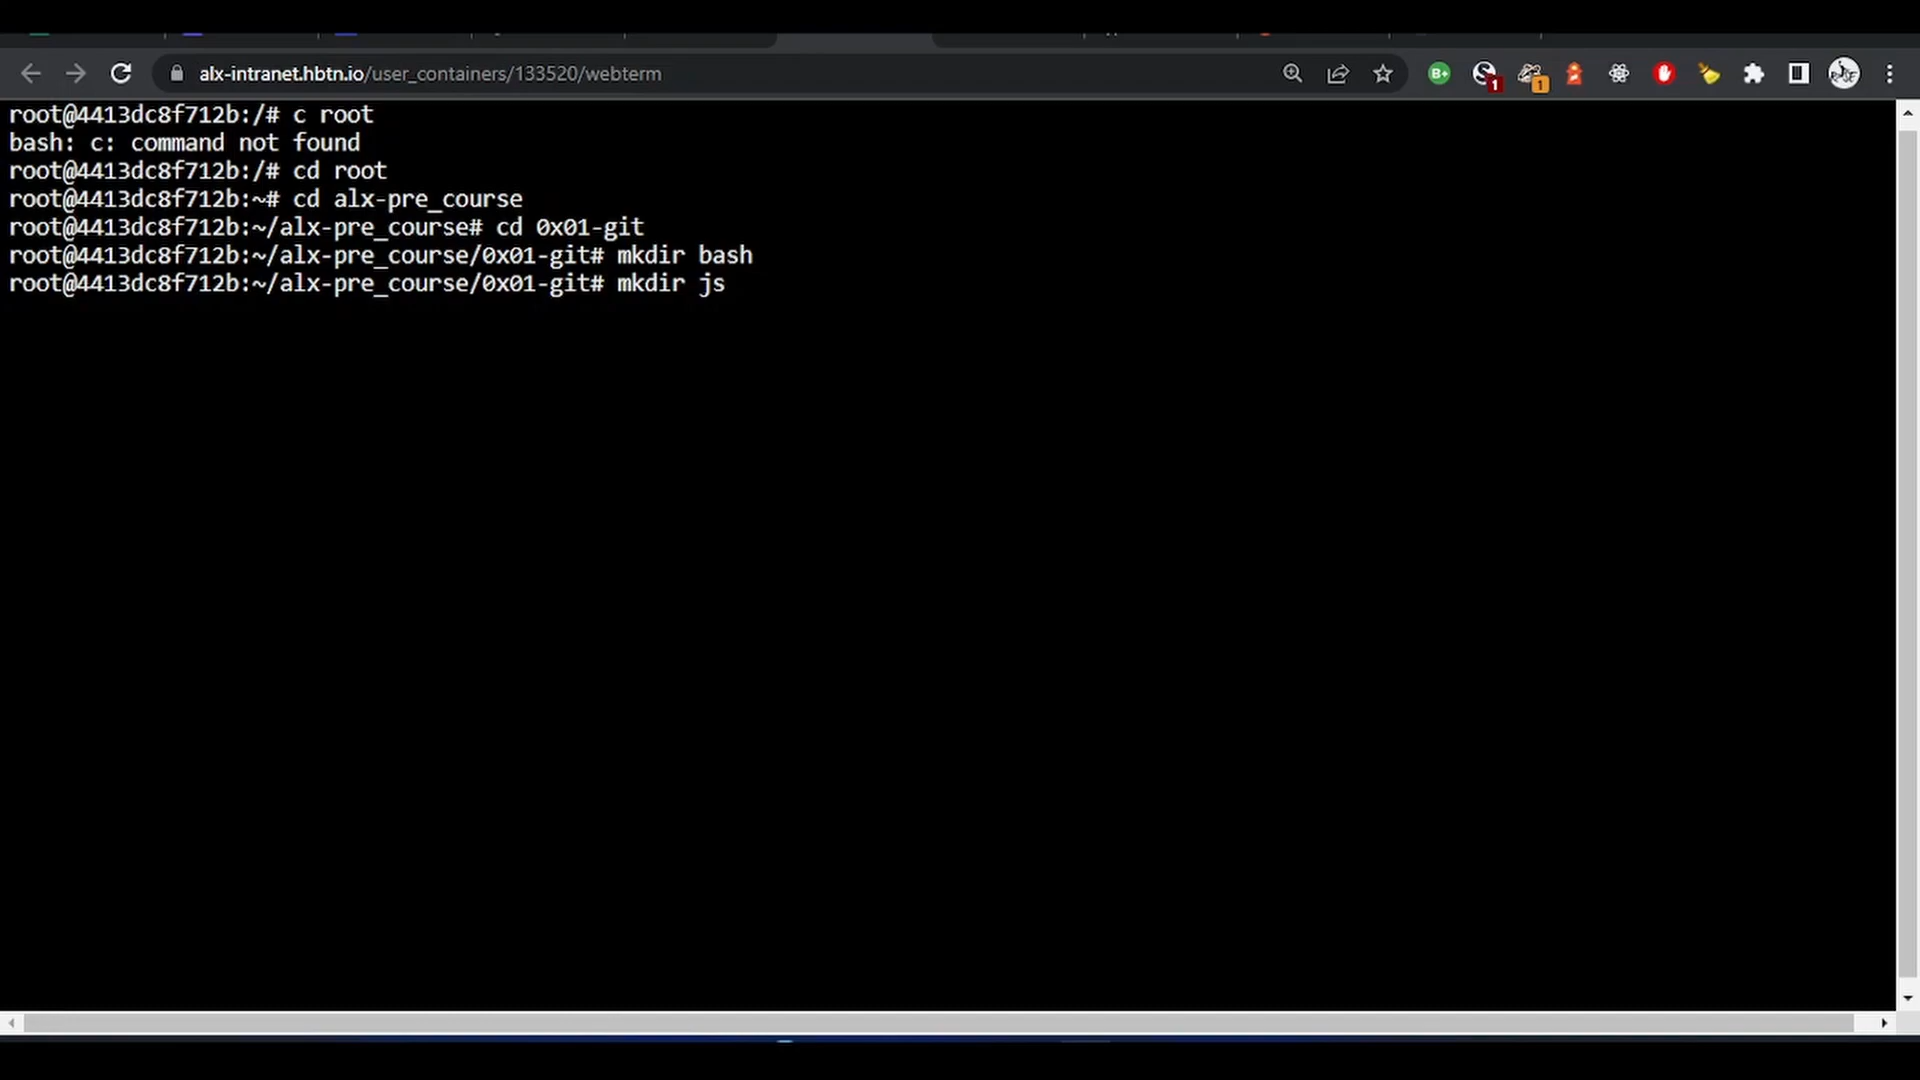 alx-intranet.hbtn.io/user_containers/133520/webterm
B+
1
1
root@4413dc8f712b:/# c root
bash: c: command not found
root@4413dc8f712b:/# cd root
root@4413dc8f712b:~# cd alx-pre_course
root@4413dc8f712b:~/alx-pre_course# cd 0x01-git
root@4413dc8f712b:~/alx-pre_course/0x01-git# mkdir bash
root@4413dc8f712b:~/alx-pre_course/0x01-git# mkdir js